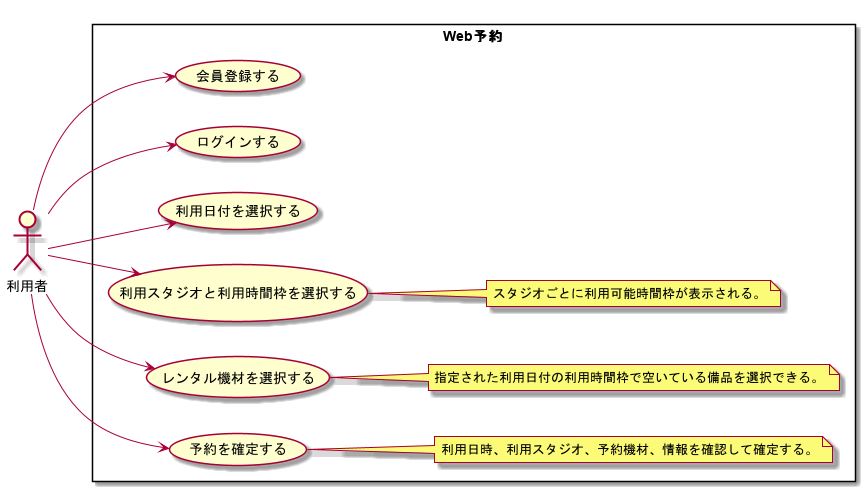 Web予約
会員登録する
ログインする
利用日付を選択する
利用スタジオと利用時間枠を選択する
スタジオごとに利用可能時間枠が表示される。
利用者
レンタル機材を選択する
指定された利用日付の利用時間枠で空いている備品を選択できる。
予約を確定する
利用日時、利用スタジオ、予約機材、情報を確認して確定する。